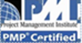 PMI
Project Management Institute
PMP Certified